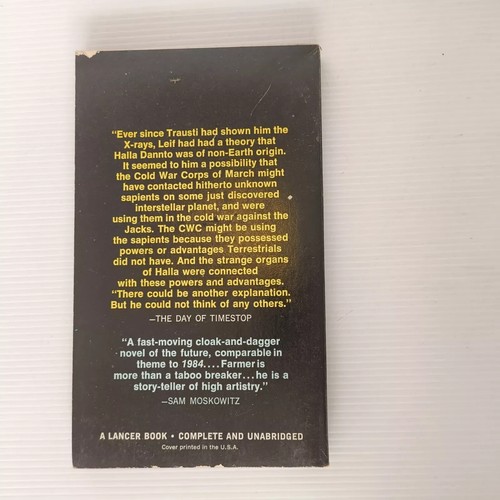 "Ever since Trausti had shown him the
X-rays, Leif had had a theory that
Halla Dannto was of non-Earth origin.
It seemed to him a possibility that
the Cold War Corps of March might
have contacted hitherto unknown
sapients on some just discovered
interstellar planet, and were
using them in the cold war against the
Jacks. The CWC might be using
the sapients because they possessed
powers or advantages Terrestrials
did not have. And the strange organs
of Halla were connected
with these powers and advantages.
"There could be another explanation.
But he could not think of any others."
—THE DAY OF TIMESTOP
"A fast-moving cloak-and-dagger
novel of the future, comparable in
theme to 1984.... Farmer is
more than a taboo breaker...he is a
story-teller of high artistry."
—SAM MOSKOWITZ
A LANCER BOOK • COMPLETE AND UNABRIDGED
Cover printed in the U.S.A.